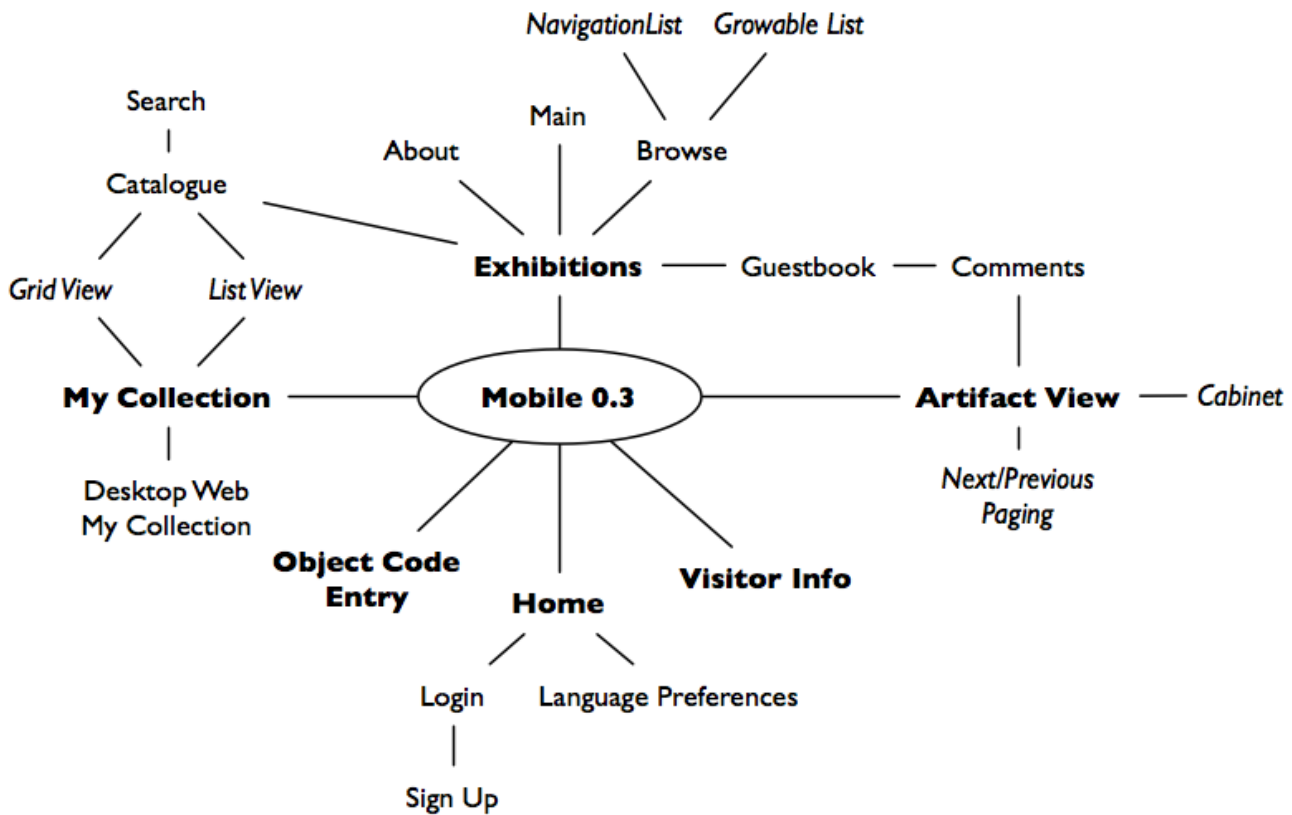 NavigationList
Growable List
Search
Main
About
Browse
Catalogue
Exhibitions
Guestbook
Comments
Grid View
List View
My Collection
Mobile 0.3
Artifact View
Cabinet
Desktop Web
My Collection
Next/Previous
Paging
Object Code
Entry
Visitor Info
Home
Login
Language Preferences
Sign Up